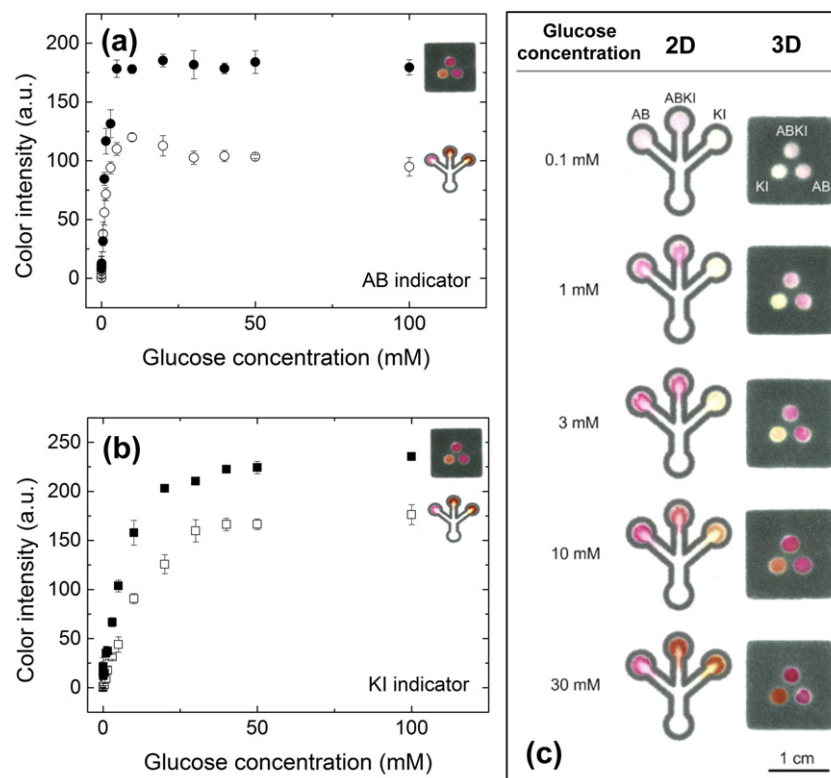 (a)
Color intensity (a.u.)
200
150
100
50
0
0
50
100
AB indicator
Glucose concentration (mM)
(b)
Color intensity (a.u.)
250
200
150
100
50
0
0
50
100
KI indicator
Glucose concentration (mM)
Glucose
concentration
2D
3D
AB
ABKI
KI
ABKI
KI
AB
0.1 mM
1 mM
3 mM
10 mM
30 mM
(c)
1 cm